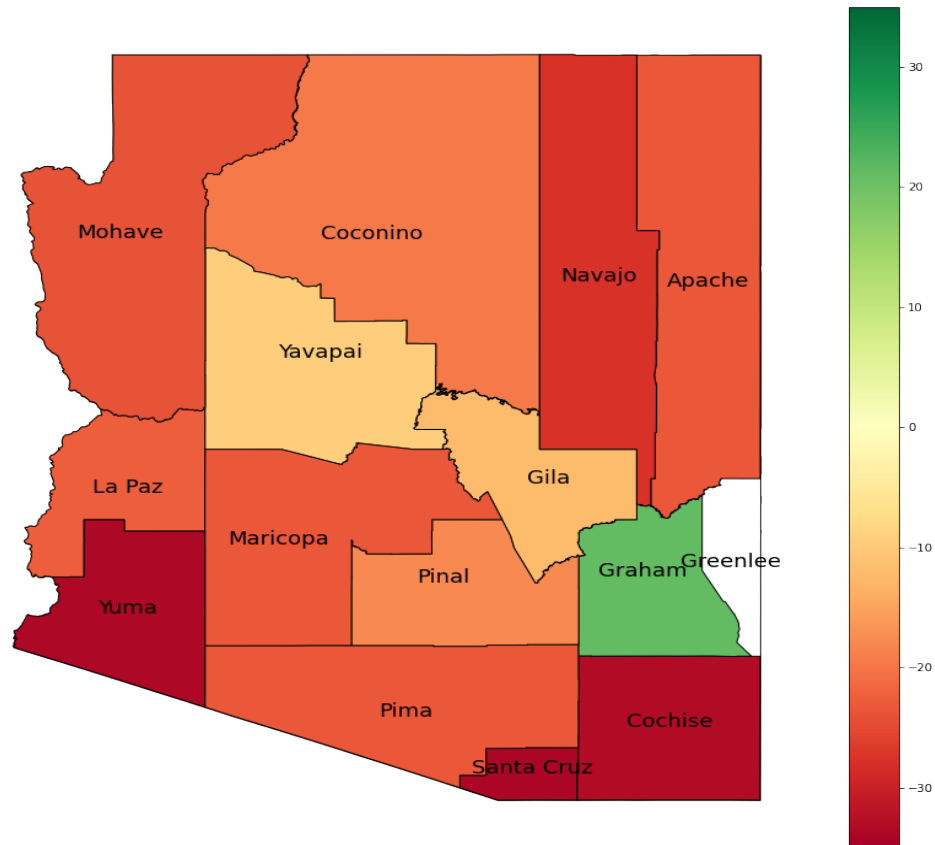 Mohave
Coconino
Navajo
Apache
Yavapai
La Paz
Gila
Maricopa
Pinal
Graham
Greenlee
Yuma
Pima
Cochise
Santa Cruz
30
20
10
0
−10
−20
−30